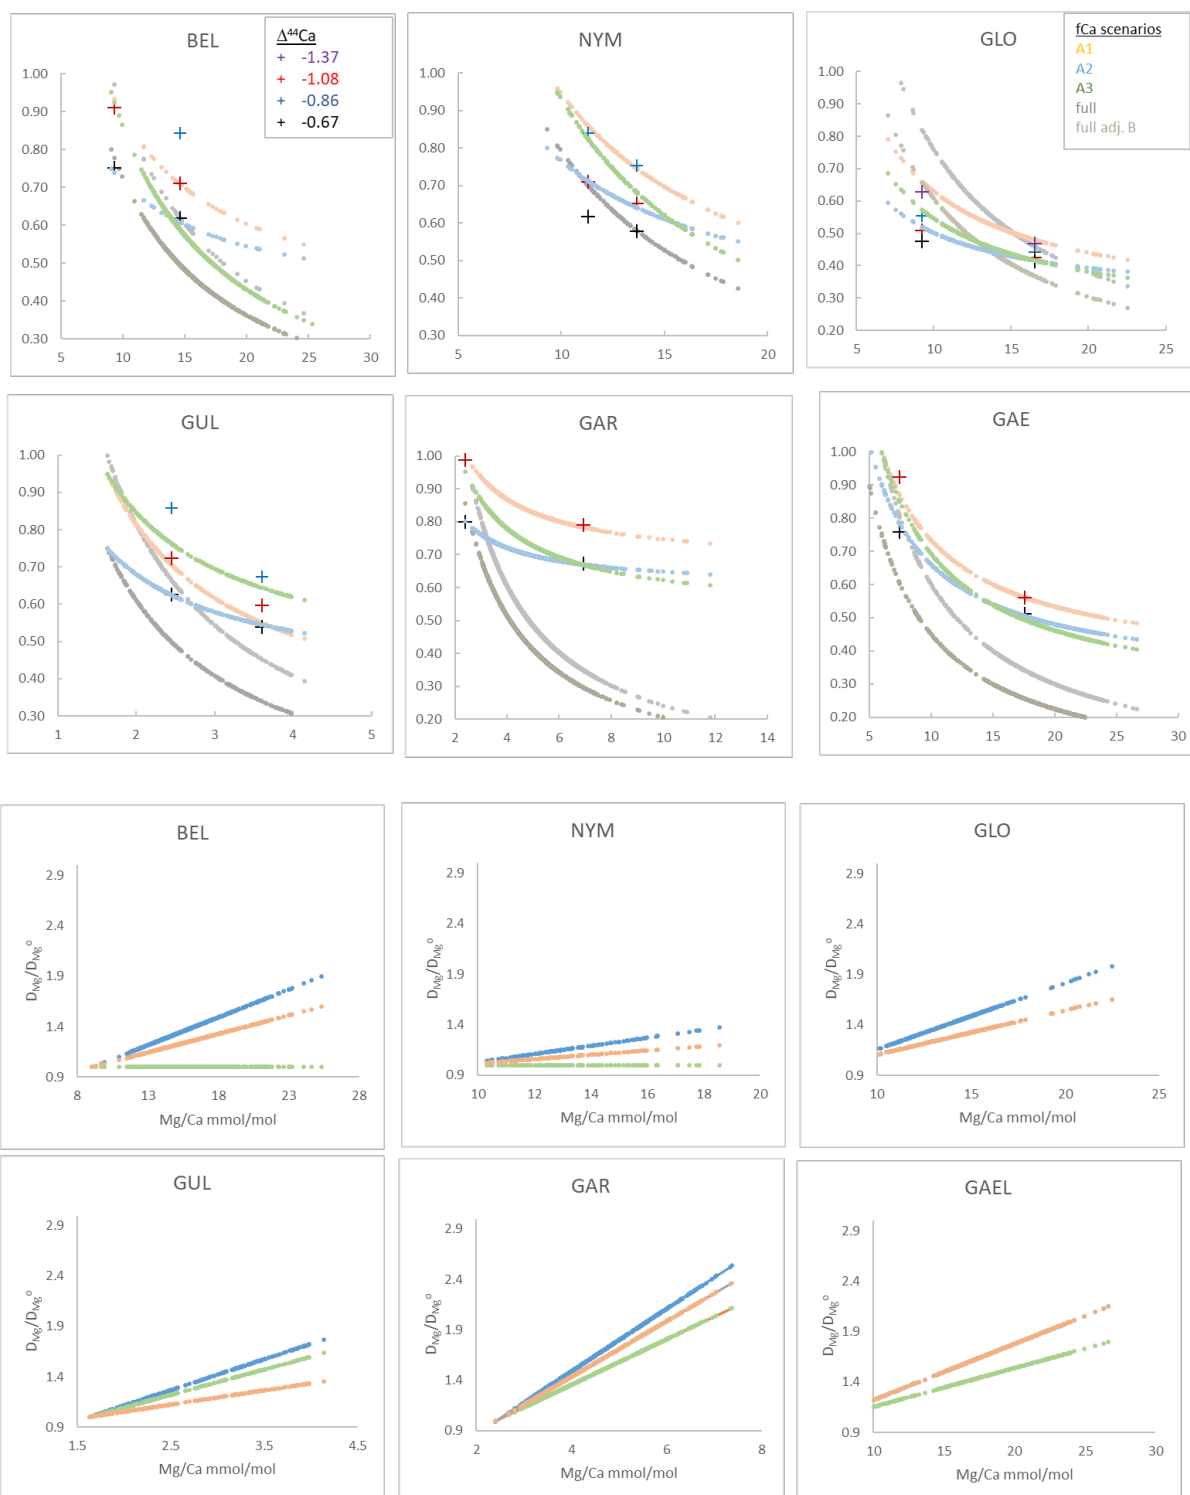 BEL
Δ⁴⁴Ca
+ -1.37
+ -1.08
+ -0.86
+ -0.67
1.00
0.90
0.80
0.70
0.60
0.50
0.40
0.30
5 10 15 20 25 30
NYM
1.00
0.90
0.80
0.70
0.60
0.50
0.40
0.30
5 10 15 20
GLO
fCa scenarios
A1
A2
A3
full
full adj. B
1.00
0.90
0.80
0.70
0.60
0.50
0.40
0.30
0.20
5 10 15 20 25
GUL
1.00
0.90
0.80
0.70
0.60
0.50
0.40
0.30
1 2 3 4 5
GAR
1.00
0.90
0.80
0.70
0.60
0.50
0.40
0.30
0.20
2 4 6 8 10 12 14
GAE
1.00
0.90
0.80
0.70
0.60
0.50
0.40
0.30
0.20
5 10 15 20 25 30
BEL
2.9
2.4
1.9
1.4
0.9
D_Mg/D_Mg°
8 13 18 23 28
Mg/Ca mmol/mol
NYM
2.9
2.4
1.9
1.4
0.9
D_Mg/D_Mg°
10 12 14 16 18 20
Mg/Ca mmol/mol
GLO
2.9
2.4
1.9
1.4
0.9
D_Mg/D_Mg°
10 15 20 25
Mg/Ca mmol/mol
GUL
2.9
2.4
1.9
1.4
0.9
D_Mg/D_Mg°
1.5 2.5 3.5 4.5
Mg/Ca mmol/mol
GAR
2.9
2.4
1.9
1.4
0.9
D_Mg/D_Mg°
2 4 6 8
Mg/Ca mmol/mol
GAEL
2.9
2.4
1.9
1.4
0.9
D_Mg/D_Mg°
10 15 20 25 30
Mg/Ca mmol/mol